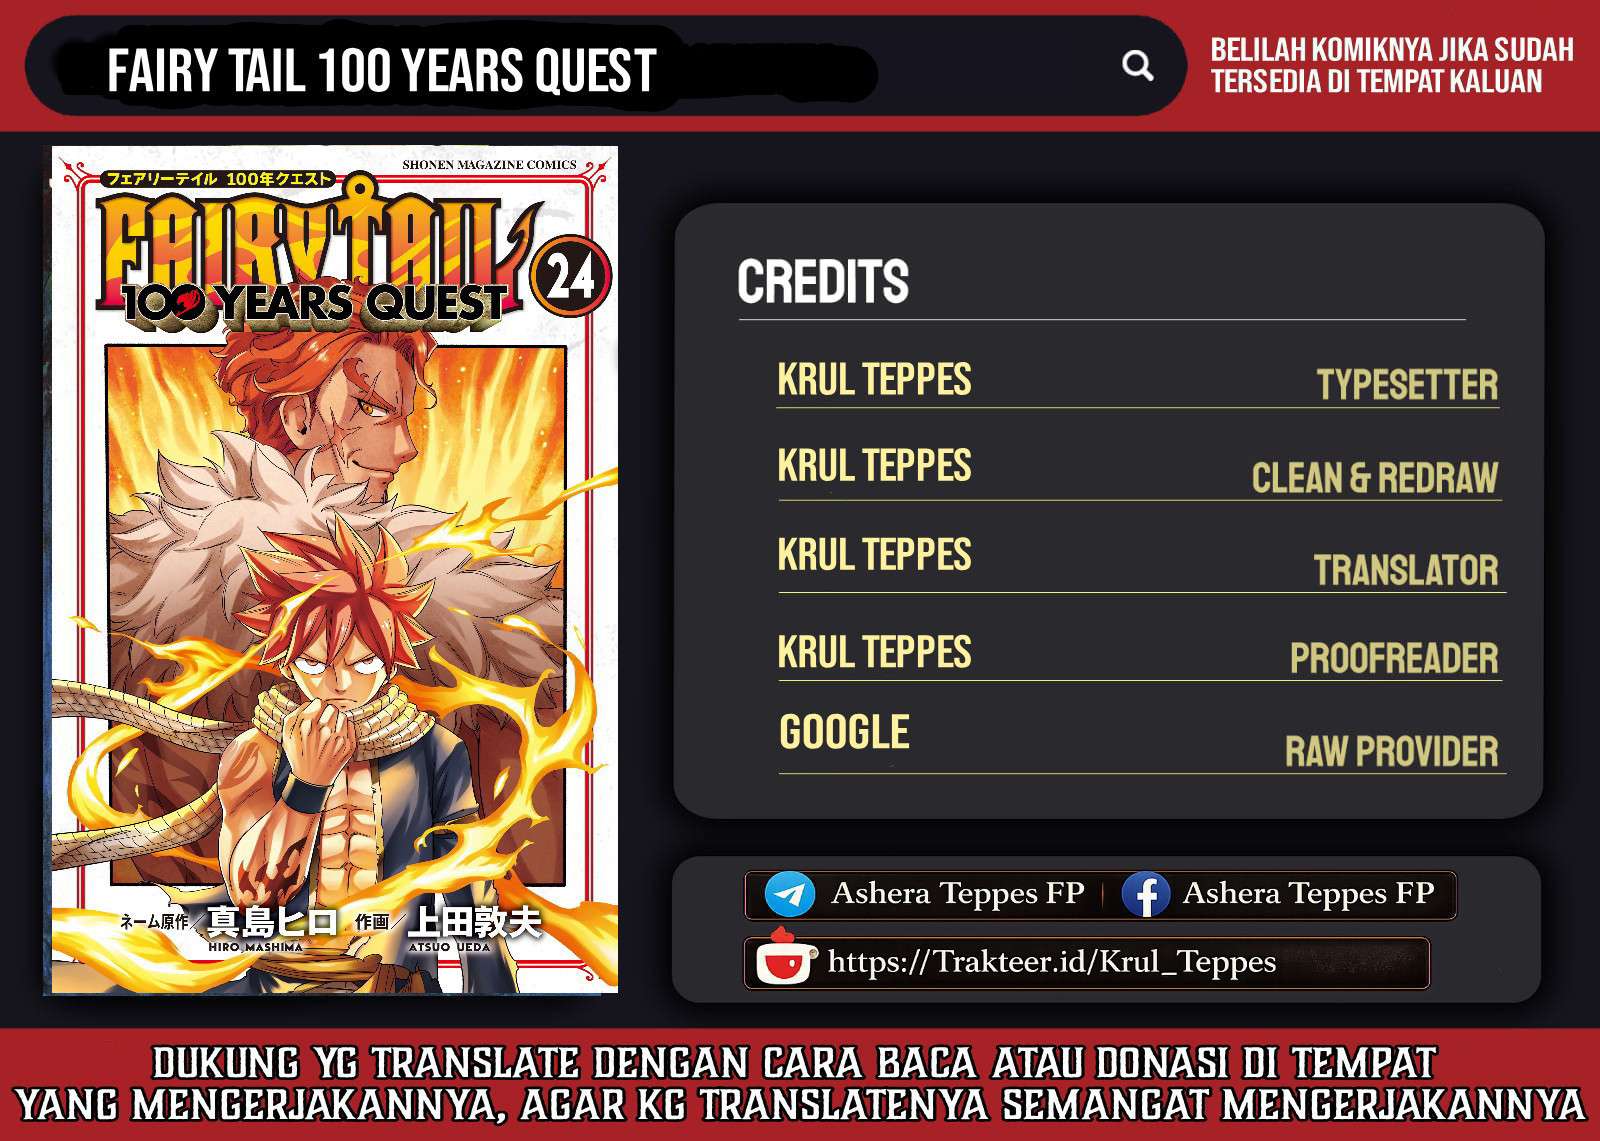 FAIRY TAIL 100 YEARS QUEST
BELILAH KOMIKNYA JIKA SUDAH
TERSEDIA DI TEMPAT KALUAN
SHONEN MAGAZINE COMICS
フェアリーテイル 100年クエスト
FAIRY TAIL
24
100 YEARS QUEST
ネーム原作/真島ヒロ 作画/上田敦夫
HIRO MASHIMA ATSUO UEDA
CREDITS
KRUL TEPPES TYPESETTER
KRUL TEPPES CLEAN & REDRAW
KRUL TEPPES TRANSLATOR
KRUL TEPPES PROOFREADER
GOOGLE RAW PROVIDER
Ashera Teppes FP | Ashera Teppes FP
https://Trakteer.id/Krul_Teppes
DUKUNG YG TRANSLATE DENGAN CARA BACA ATAU DONASI DI TEMPAT
YANG MENGERJAKANNYA, AGAR KG TRANSLATENYA SEMANGAT MENGERJAKANNYA